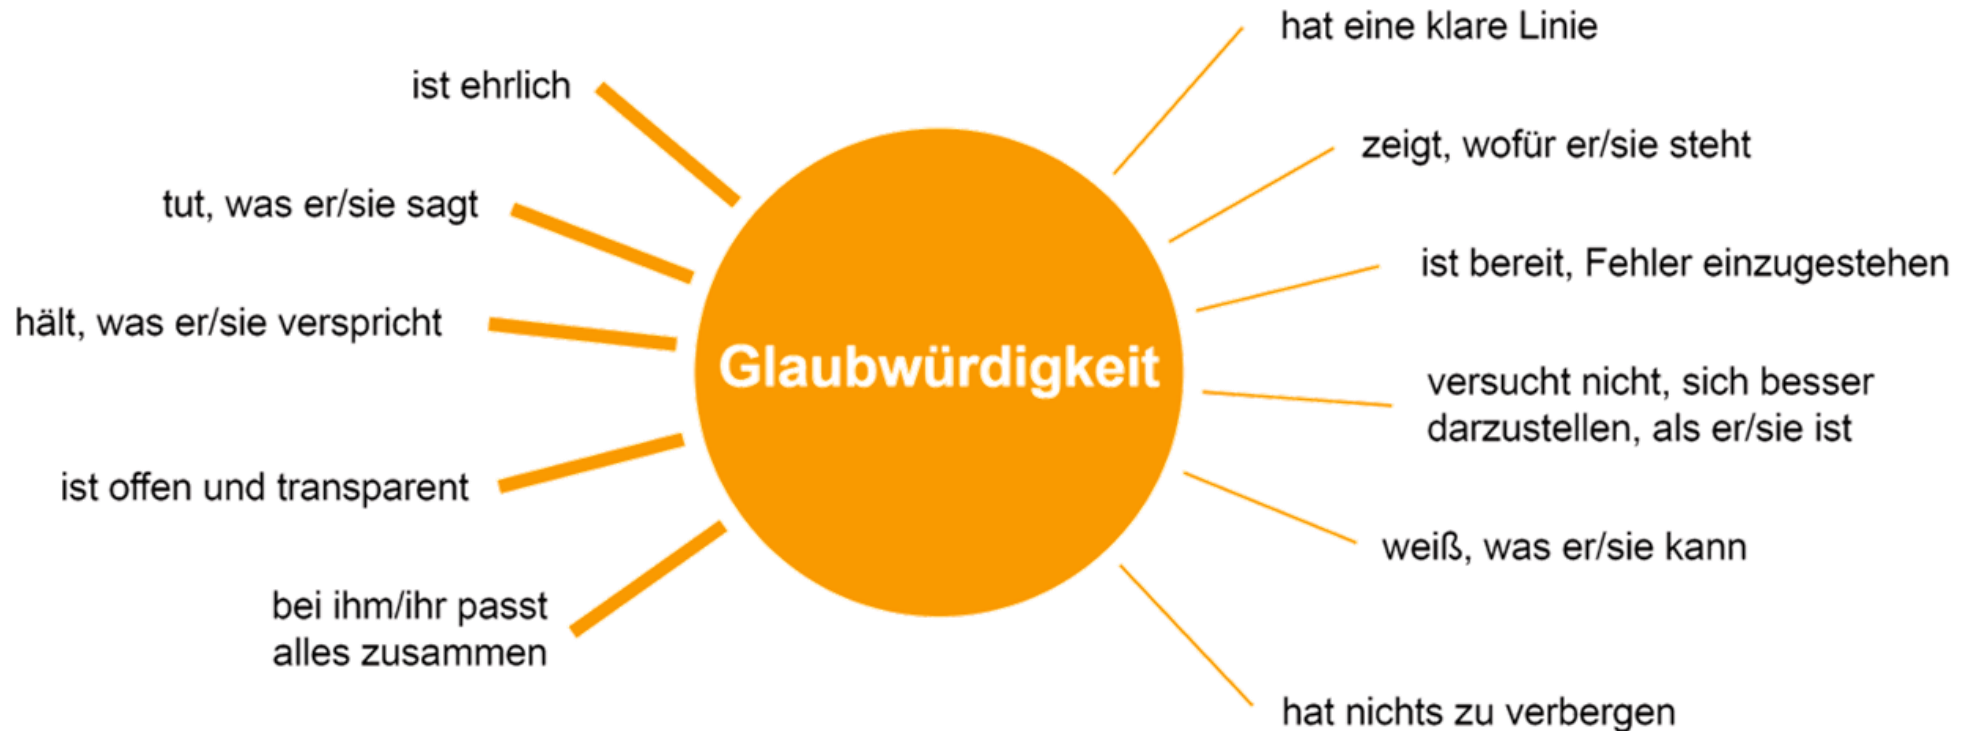 ist ehrlich
tut, was er/sie sagt
hält, was er/sie verspricht
ist offen und transparent
bei ihm/ihr passt
alles zusammen
Glaubwürdigkeit
hat eine klare Linie
zeigt, wofür er/sie steht
ist bereit, Fehler einzugestehen
versucht nicht, sich besser
darzustellen, als er/sie ist
weiß, was er/sie kann
hat nichts zu verbergen